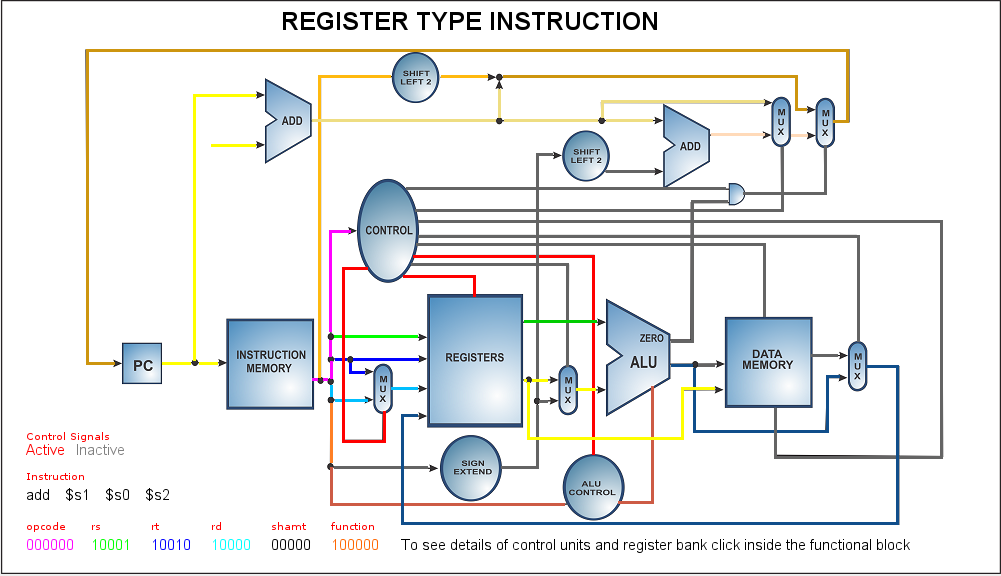 REGISTER TYPE INSTRUCTION
SHIFT
LEFT 2
ADD
MUX
MUX
SHIFT
LEFT 2
ADD
CONTROL
PC
INSTRUCTION
MEMORY
MUX
REGISTERS
MUX
ZERO
ALU
DATA
MEMORY
MUX
SIGN
EXTEND
ALU
CONTROL
Control Signals
Active Inactive
Instruction
add $s1 $s0 $s2
opcode rs rt rd shamt function
000000 10001 10010 10000 00000 100000 To see details of control units and register bank click inside the functional block